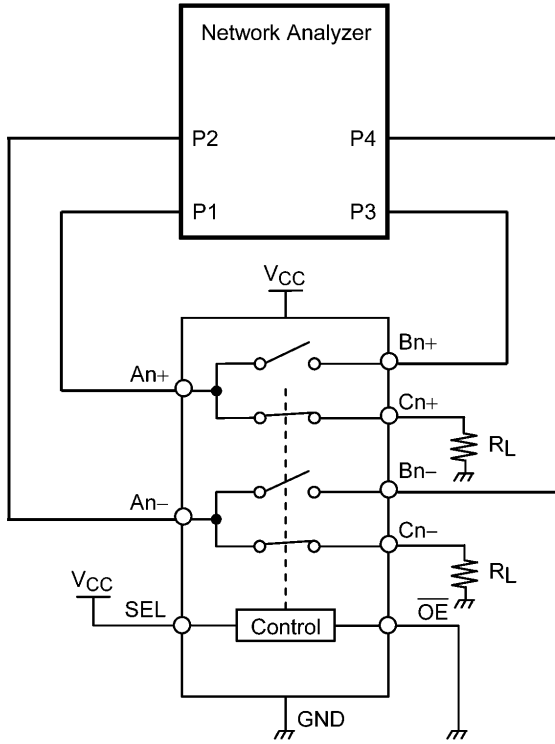 Network Analyzer
P2
P4
P1
P3
VCC
Bn+
An+
Cn+
RL
Bn−
An−
Cn−
VCC
RL
SEL
OE
Control
GND